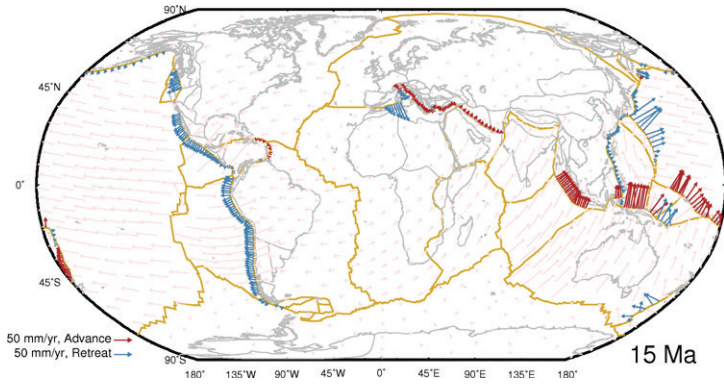 90˚N
45˚N
0˚
45˚S
90˚S
50 mm/yr, Advance
50 mm/yr, Retreat
180˚ 135˚W 90˚W 45˚W 0˚ 45˚E 90˚E 135˚E 180˚
15 Ma